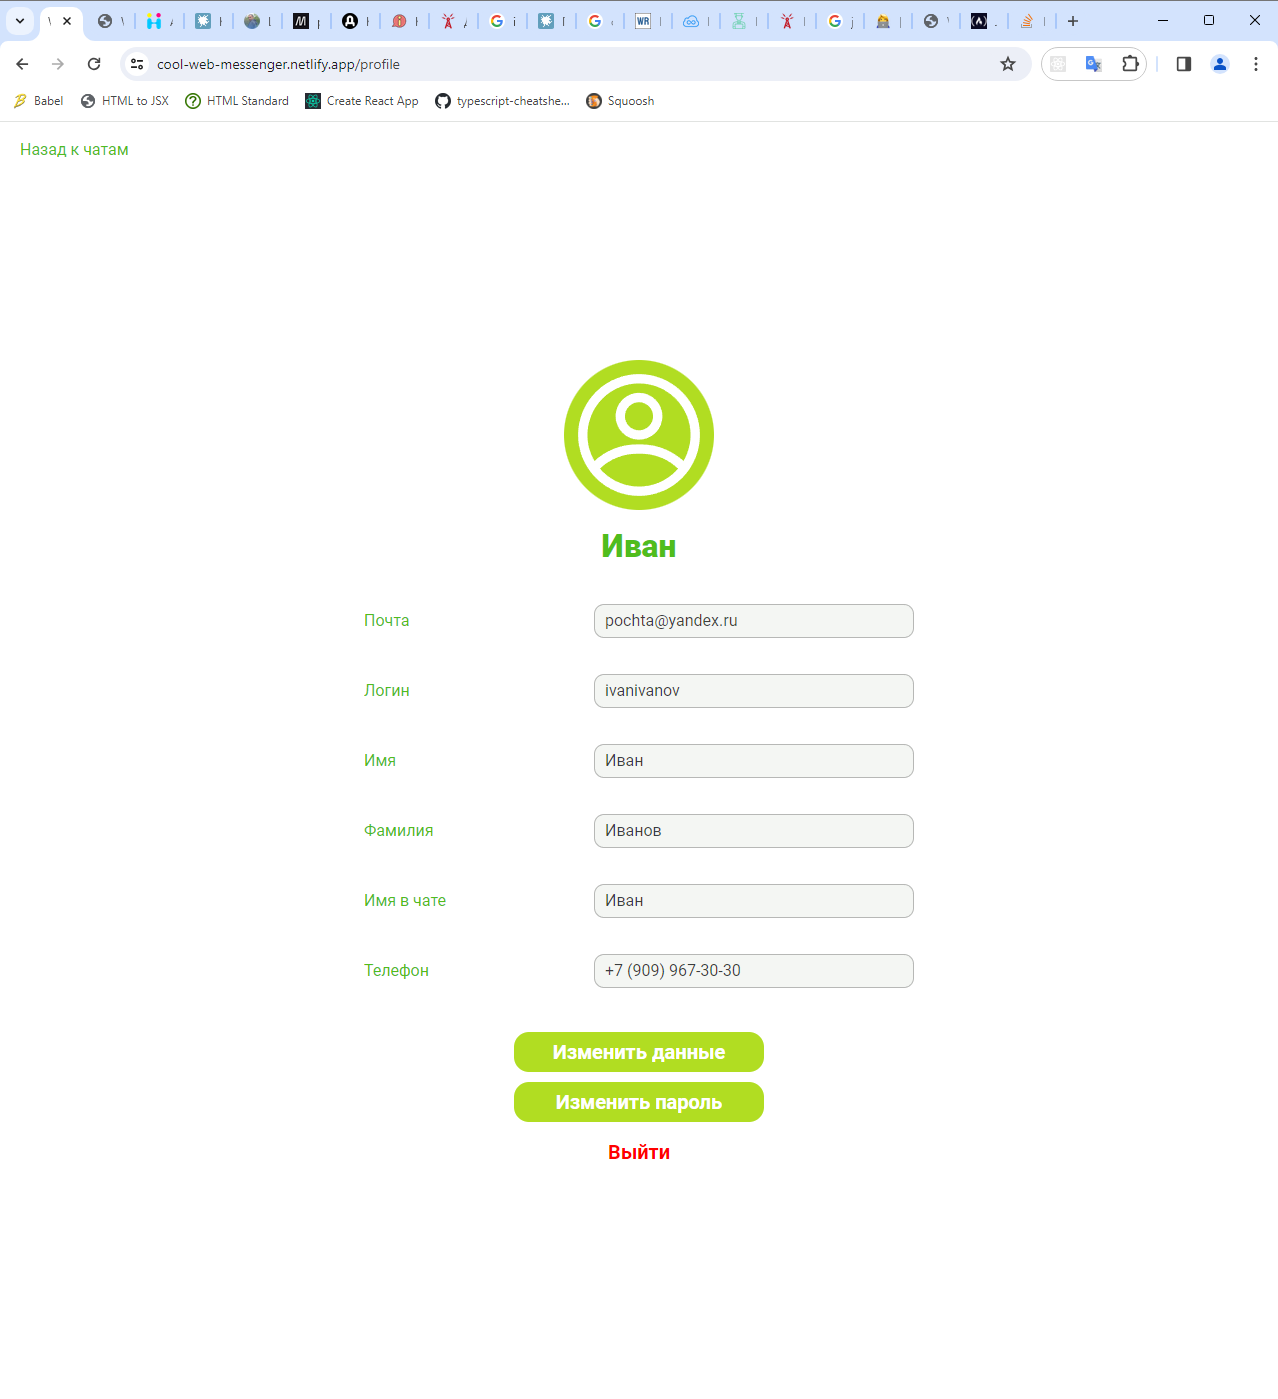 cool-web-messenger.netlify.app/profile
Babel
HTML to JSX
HTML Standard
Create React App
typescript-cheatshe...
Squoosh
Назад к чатам
Иван
Почта
pochta@yandex.ru
Логин
ivanivanov
Имя
Иван
Фамилия
Иванов
Имя в чате
Иван
Телефон
+7 (909) 967-30-30
Изменить данные
Изменить пароль
Выйти